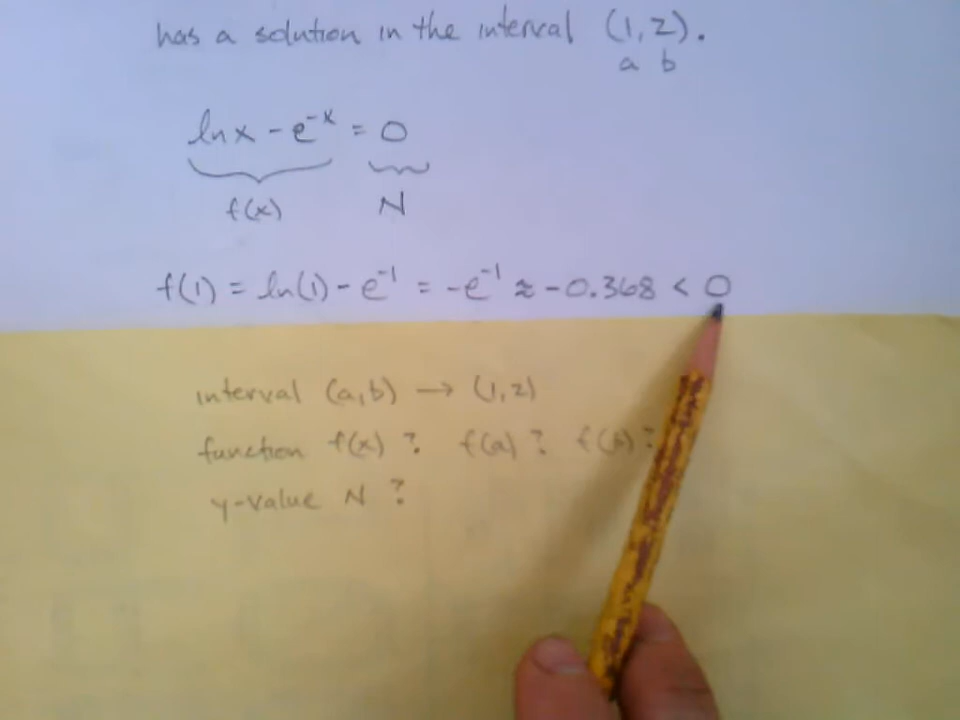 has a solution in the interval (1,2).
a b
ln x - e^-x = 0
f(x) N
f(1) = ln(1) - e^-1 = -e^-1 ≈ -0.368 < 0
interval (a,b) → (1,2)
function f(x) ? f(a) ? f(b) ?
y-value N ?